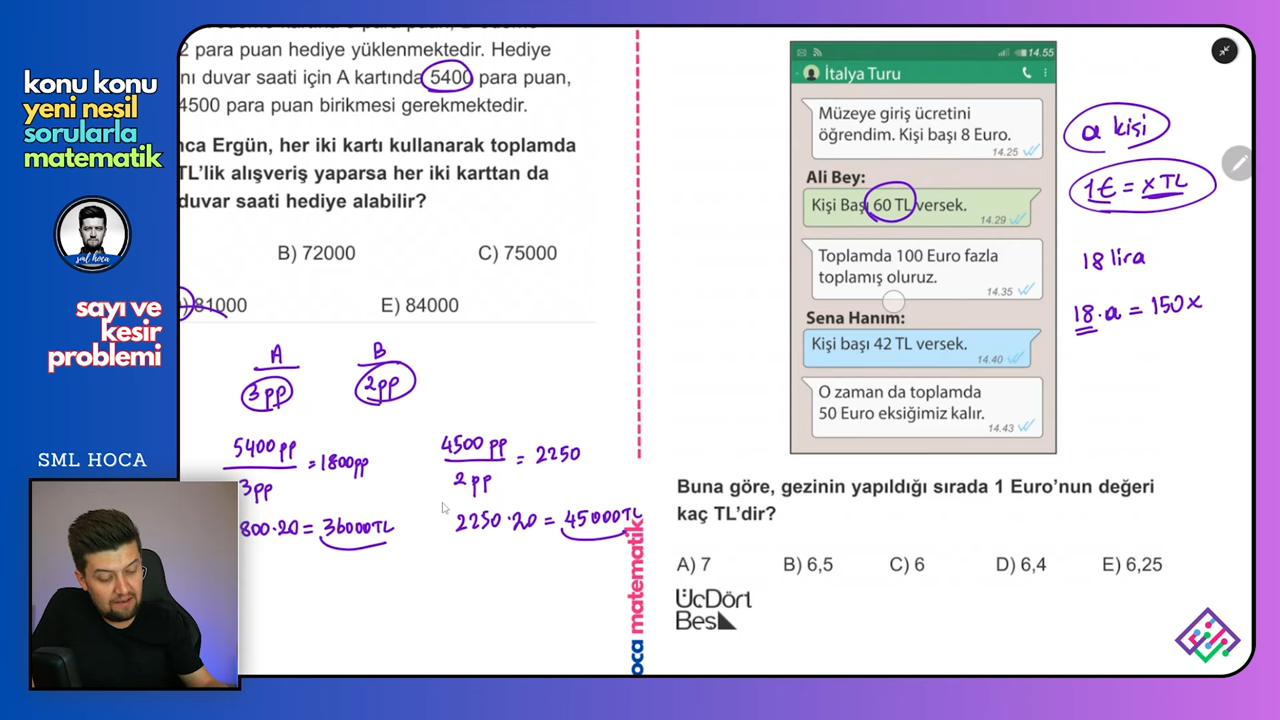 konu konu
yeni nesil
sorularla
matematik
sml hoca
sayı ve
kesir
problemi
SML HOCA
2 para puan hediye yüklenmektedir. Hediye
nı duvar saati için A kartında 5400 para puan,
4500 para puan birikmesi gerekmektedir.
nca Ergün, her iki kartı kullanarak toplamda
TL'lik alışveriş yaparsa her iki karttan da
duvar saati hediye alabilir?
B) 72000 C) 75000
) 81000 E) 84000
A B
3pp 2pp
5400pp / 3pp = 1800pp
800·20 = 36000TL
4500pp / 2pp = 2250
2250·20 = 45000TL
oca matematik
14.55
İtalya Turu
Müzeye giriş ücretini
öğrendim. Kişi başı 8 Euro.
14.25
Ali Bey:
Kişi Başı 60 TL versek.
14.29
Toplamda 100 Euro fazla
toplamış oluruz.
14.35
Sena Hanım:
Kişi başı 42 TL versek.
14.40
O zaman da toplamda
50 Euro eksiğimiz kalır.
14.43
a kişi
1€ = x TL
18 lira
18·a = 150x
Buna göre, gezinin yapıldığı sırada 1 Euro'nun değeri
kaç TL'dir?
A) 7 B) 6,5 C) 6 D) 6,4 E) 6,25
ÜçDört
Beş